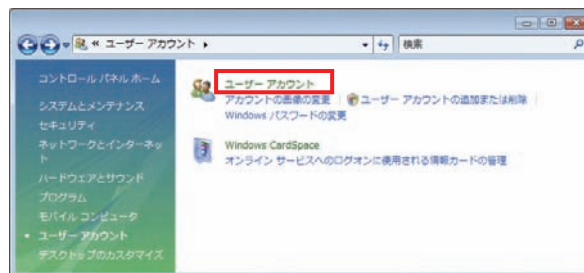 « ユーザー アカウント
検索
コントロール パネル ホーム
システムとメンテナンス
セキュリティ
ネットワークとインターネッ
ト
ハードウェアとサウンド
プログラム
モバイル コンピュータ
• ユーザー アカウント
デスクトップのカスタマイズ
ユーザー アカウント
アカウントの画像の変更 ユーザー アカウントの追加または削除
Windows パスワードの変更
Windows CardSpace
オンライン サービスへのログオンに使用される情報カードの管理